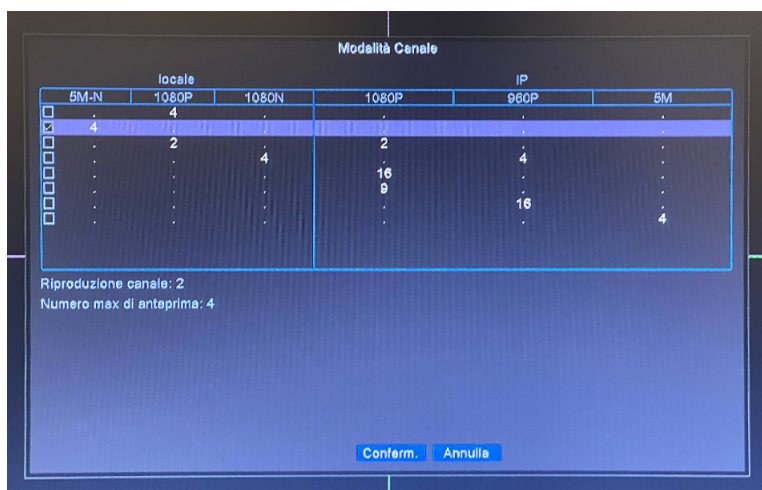 Modalità Canale
locale IP
5M-N 1080P 1080N 1080P 960P 5M
. 4 . . . .
4 . . . . .
. 2 . 2 . .
. . 4 . 4 .
. . . 16 . .
. . . 9 . .
. . . . 16 .
. . . . . 4
Riproduzione canale: 2
Numero max di anteprima: 4
Conferm. Annulla